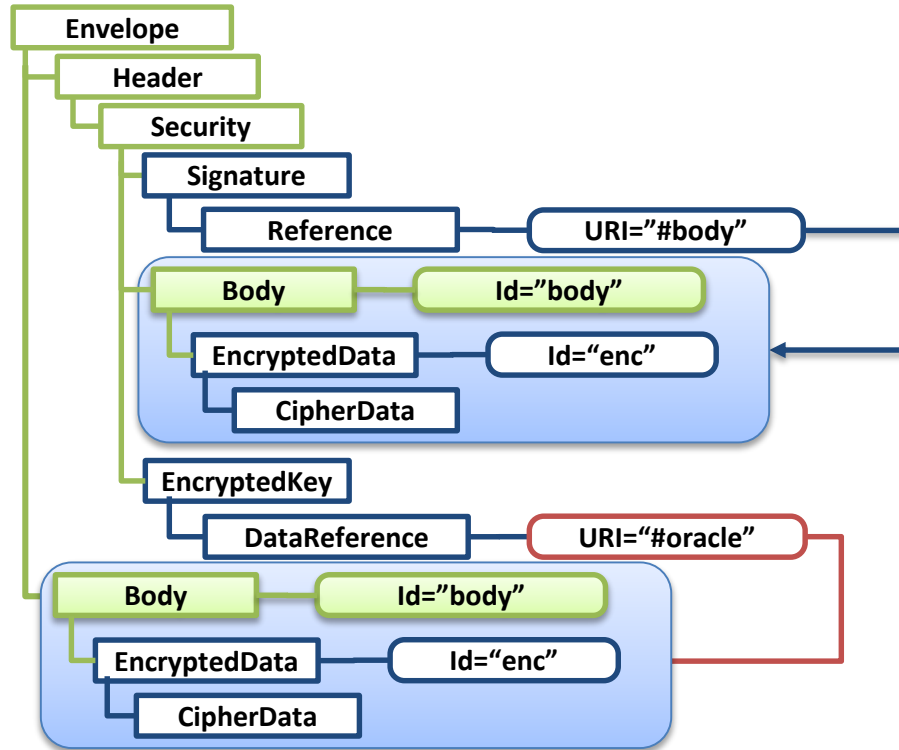 Envelope
Header
Security
Signature
Reference
URI=”#body”
Body
Id=”body”
EncryptedData
Id=“enc”
CipherData
EncryptedKey
DataReference
URI=“#oracle”
Body
Id=”body”
EncryptedData
Id=“enc”
CipherData